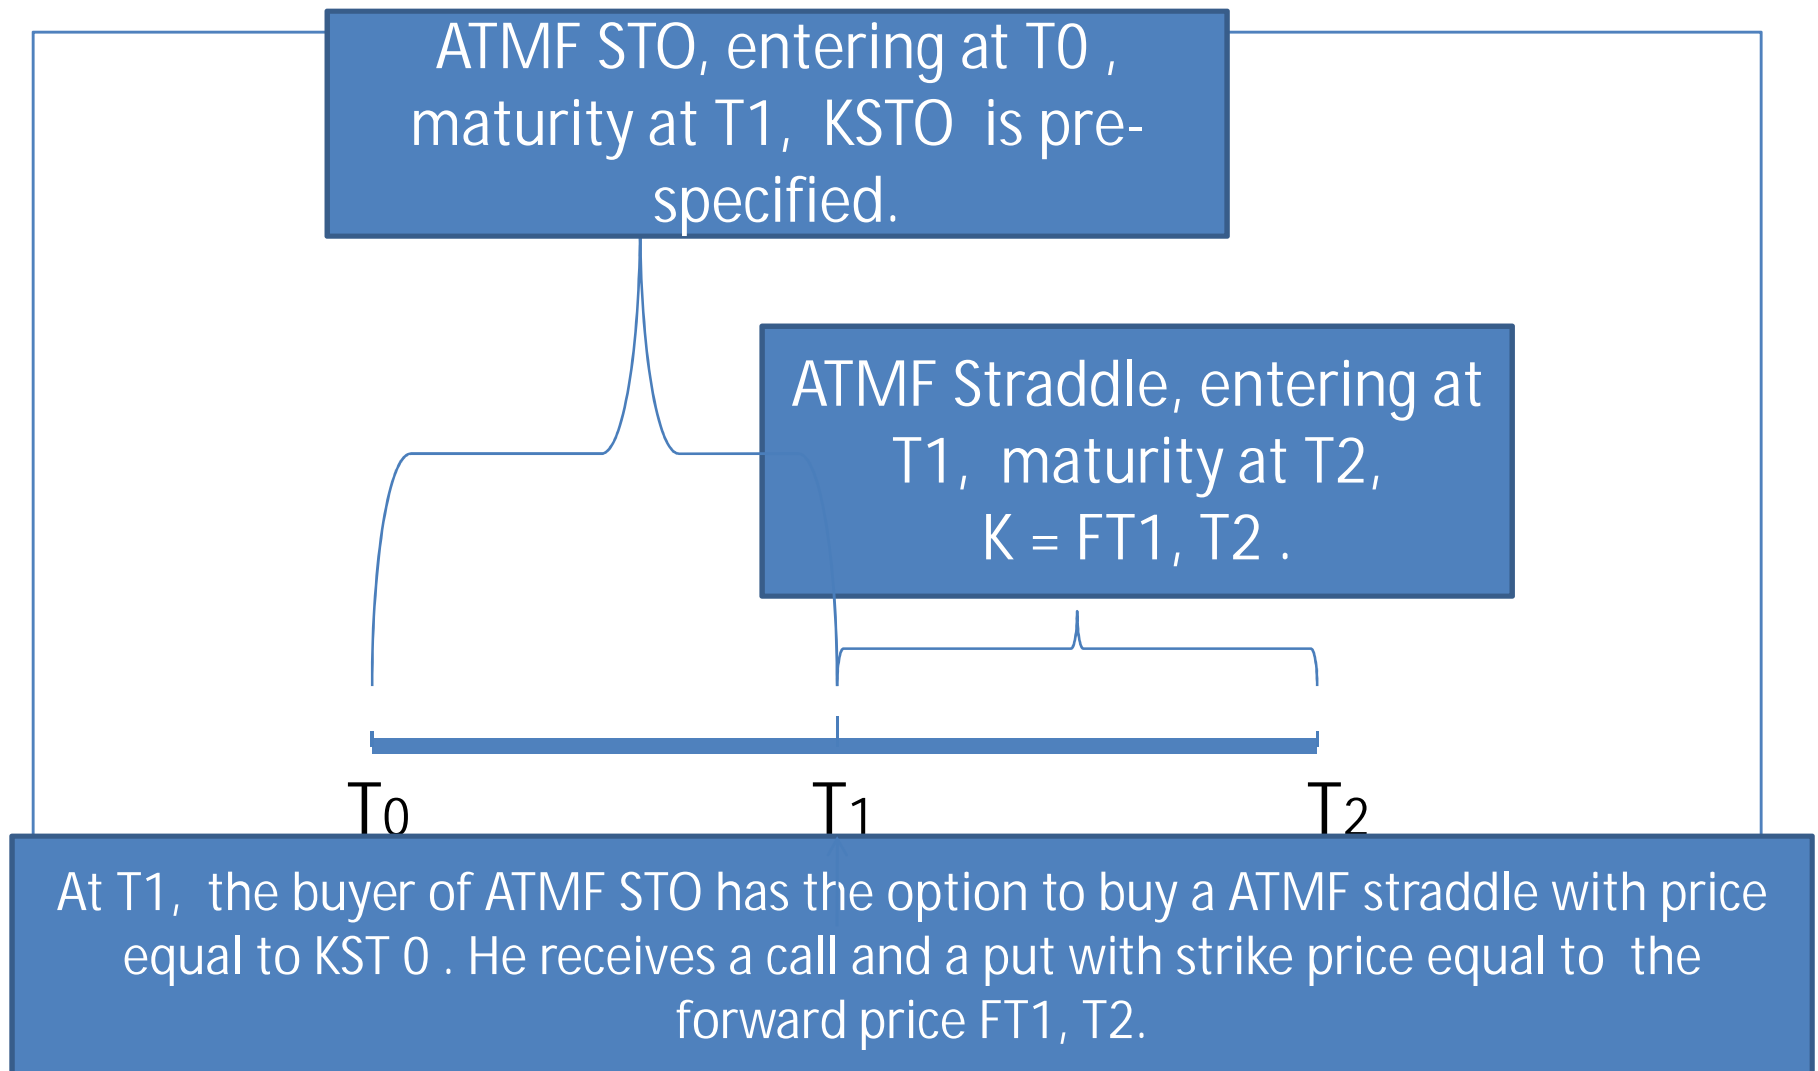 ATMF STO, entering at T0 ,
maturity at T1, KSTO is pre-
specified.
ATMF Straddle, entering at
T1, maturity at T2,
K = FT1, T2 .
T0 T1 T2
At T1, the buyer of ATMF STO has the option to buy a ATMF straddle with price
equal to KST 0 . He receives a call and a put with strike price equal to the
forward price FT1, T2.